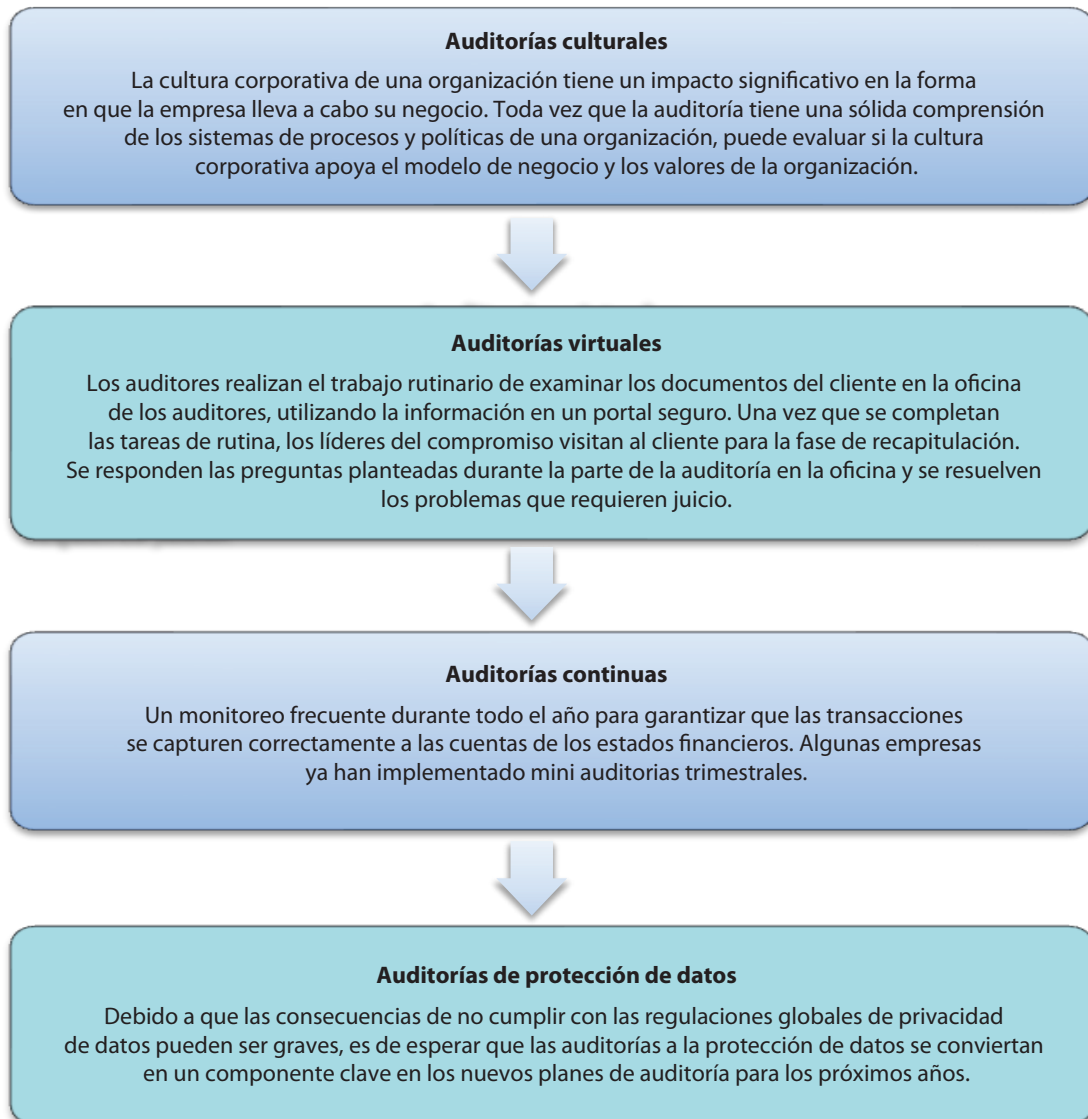 Auditorías culturales
La cultura corporativa de una organización tiene un impacto significativo en la forma
en que la empresa lleva a cabo su negocio. Toda vez que la auditoría tiene una sólida comprensión
de los sistemas de procesos y políticas de una organización, puede evaluar si la cultura
corporativa apoya el modelo de negocio y los valores de la organización.
Auditorías virtuales
Los auditores realizan el trabajo rutinario de examinar los documentos del cliente en la oficina
de los auditores, utilizando la información en un portal seguro. Una vez que se completan
las tareas de rutina, los líderes del compromiso visitan al cliente para la fase de recapitulación.
Se responden las preguntas planteadas durante la parte de la auditoría en la oficina y se resuelven
los problemas que requieren juicio.
Auditorías continuas
Un monitoreo frecuente durante todo el año para garantizar que las transacciones
se capturen correctamente a las cuentas de los estados financieros. Algunas empresas
ya han implementado mini auditorias trimestrales.
Auditorías de protección de datos
Debido a que las consecuencias de no cumplir con las regulaciones globales de privacidad
de datos pueden ser graves, es de esperar que las auditorías a la protección de datos se conviertan
en un componente clave en los nuevos planes de auditoría para los próximos años.